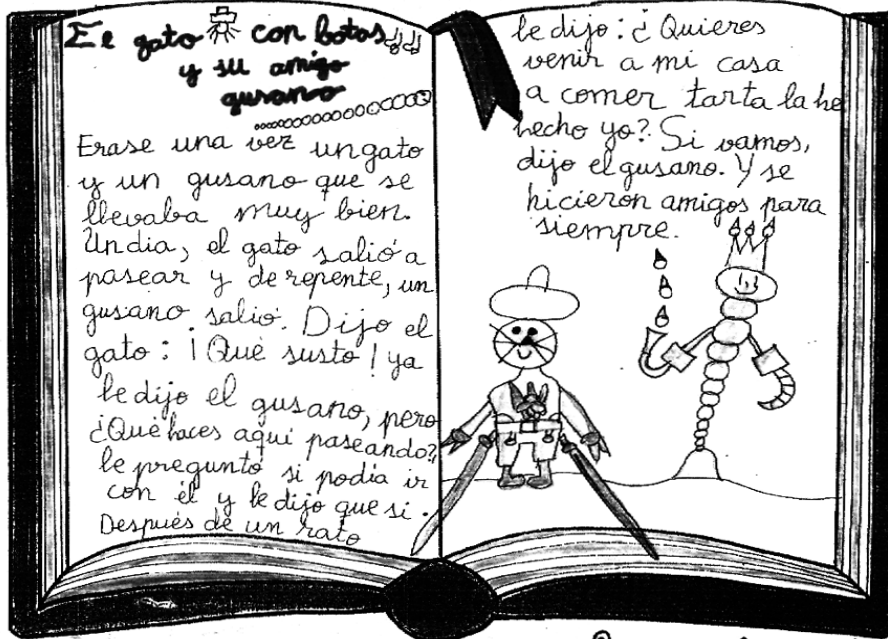 El gato con botas
y su amigo
gusano
Erase una vez un gato
y un gusano que se
llevaba muy bien.
Un dia, el gato salió a
pasear y de repente, un
gusano salio. Dijo el
gato: ¡Qué susto! ya
le dijo el gusano, pero
¿Qué haces aquí paseando?,
le preguntó si podía ir
con él y le dijo que si.
Después de un rato
le dijo: ¿Quieres
venir a mi casa
a comer tarta la he
hecho yo? Si vamos,
dijo el gusano. Y se
hicierón amigos para
siempre.